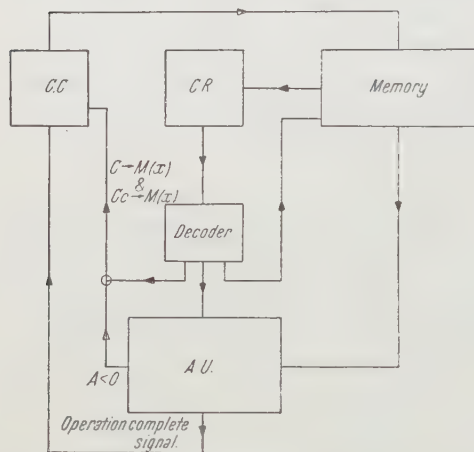 C.C
C R
Memory
C→M(x)
&
Cc→M(x)
Decoder
A<0
A.U.
Operation complete
signal.